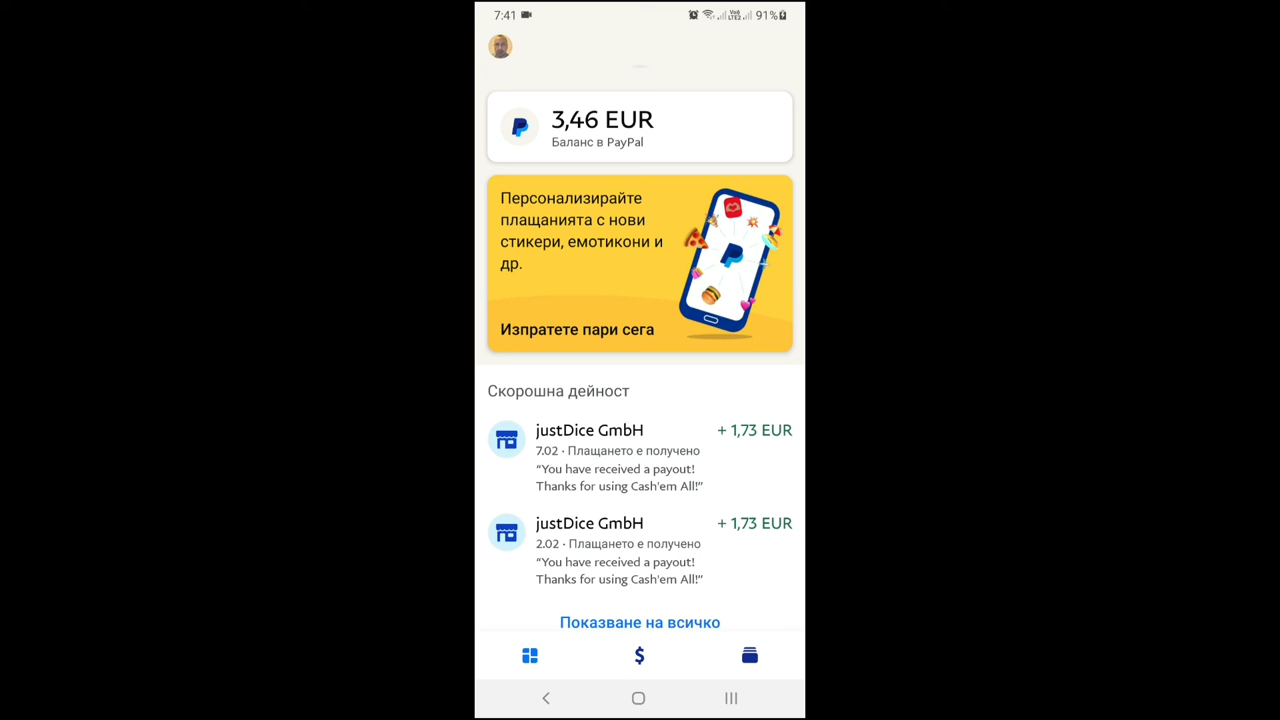 7:41
91%
3,46 EUR
Баланс в PayPal
Персонализирайте
плащанията с нови
стикери, емотикони и
др.
Изпратете пари сега
Скорошна дейност
justDice GmbH + 1,73 EUR
7.02 · Плащането е получено
“You have received a payout!
Thanks for using Cash'em All!”
justDice GmbH + 1,73 EUR
2.02 · Плащането е получено
“You have received a payout!
Thanks for using Cash'em All!”
Показване на всичко